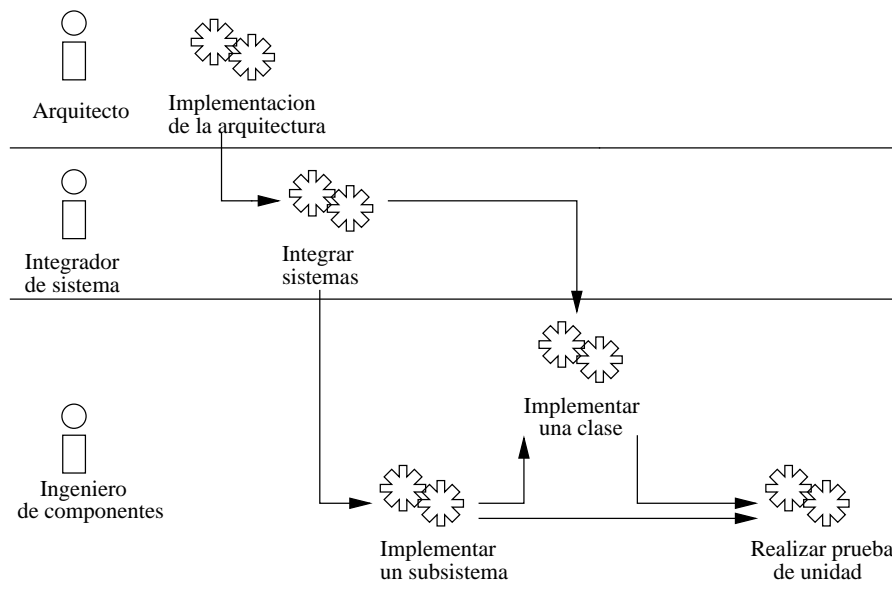 Arquitecto
Implementacion
de la arquitectura
Integrador
de sistema
Integrar
sistemas
Implementar
una clase
Ingeniero
de componentes
Implementar
un subsistema
Realizar prueba
de unidad